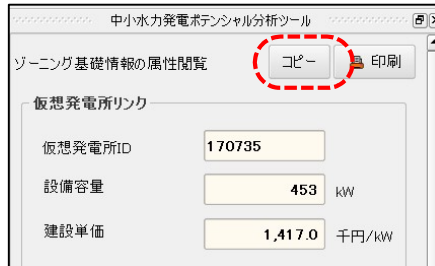 中小水力発電ポテンシャル分析ツール
ゾーニング基礎情報の属性閲覧 コピー 印刷
仮想発電所リンク
仮想発電所ID 170735
設備容量 453 kW
建設単価 1,417.0 千円/kW